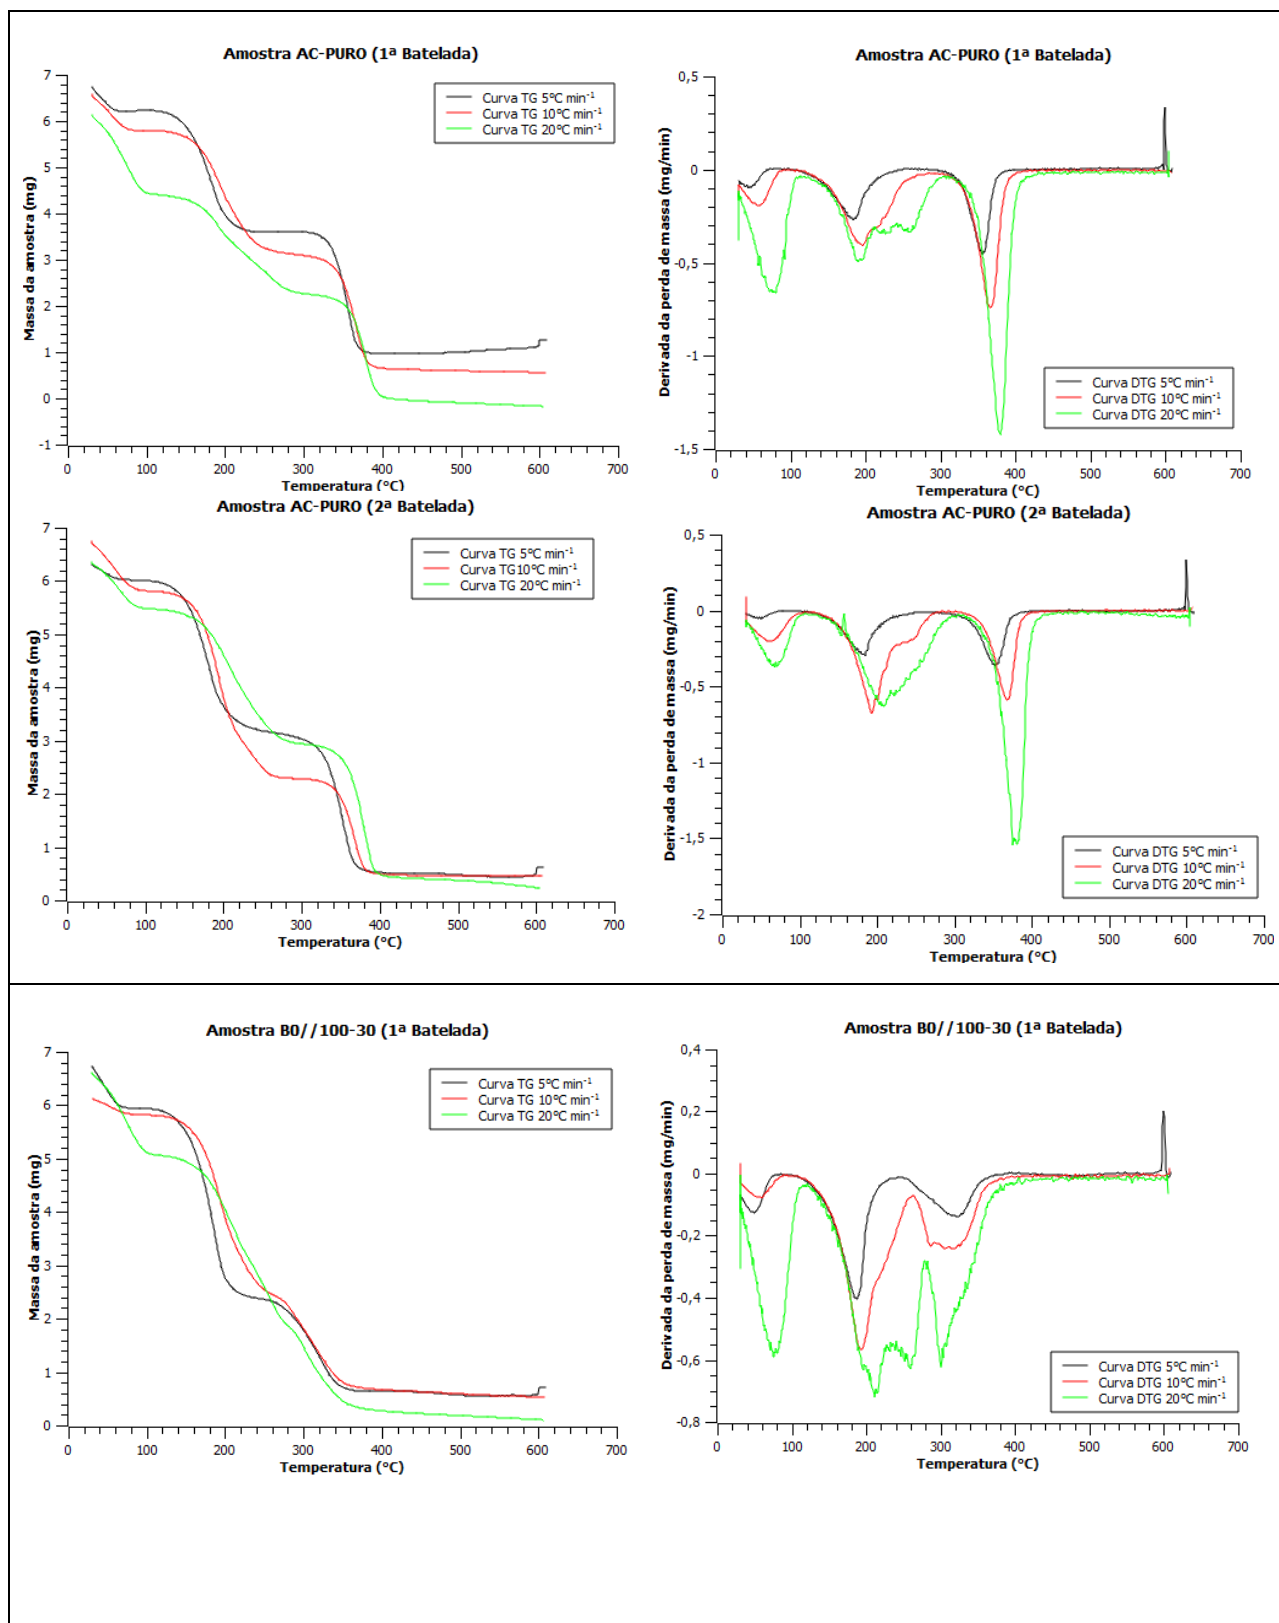 Amostra AC-PURO (1ª Batelada)
Massa da amostra (mg)
7
6
5
4
3
2
1
0
-1
Curva TG 5°C min⁻¹
Curva TG 10°C min⁻¹
Curva TG 20°C min⁻¹
0 100 200 300 400 500 600 700
Temperatura (°C)
Amostra AC-PURO (1ª Batelada)
Derivada da perda de massa (mg/min)
0,5
0
-0,5
-1
-1,5
Curva DTG 5°C min⁻¹
Curva DTG 10°C min⁻¹
Curva DTG 20°C min⁻¹
0 100 200 300 400 500 600 700
Temperatura (°C)
Amostra AC-PURO (2ª Batelada)
Massa da amostra (mg)
7
6
5
4
3
2
1
0
Curva TG 5°C min⁻¹
Curva TG10°C min⁻¹
Curva TG 20°C min⁻¹
0 100 200 300 400 500 600 700
Temperatura (°C)
Amostra AC-PURO (2ª Batelada)
Derivada da perda de massa (mg/min)
0,5
0
-0,5
-1
-1,5
-2
Curva DTG 5°C min⁻¹
Curva DTG 10°C min⁻¹
Curva DTG 20°C min⁻¹
0 100 200 300 400 500 600 700
Temperatura (°C)
Amostra B0//100-30 (1ª Batelada)
Massa da amostra (mg)
7
6
5
4
3
2
1
0
Curva TG 5°C min⁻¹
Curva TG 10°C min⁻¹
Curva TG 20°C min⁻¹
0 100 200 300 400 500 600 700
Temperatura (°C)
Amostra B0//100-30 (1ª Batelada)
Derivada da perda de massa (mg/min)
0,4
0,2
0
-0,2
-0,4
-0,6
-0,8
Curva DTG 5°C min⁻¹
Curva DTG 10°C min⁻¹
Curva DTG 20°C min⁻¹
0 100 200 300 400 500 600 700
Temperatura (°C)